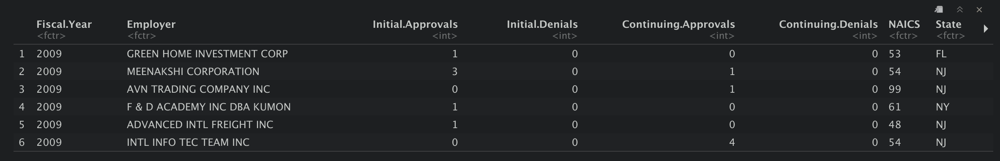 Fiscal.Year Employer Initial.Approvals Initial.Denials Continuing.Approvals Continuing.Denials NAICS State
<fctr> <fctr> <int> <int> <int> <int> <fctr> <fctr>
1 2009 GREEN HOME INVESTMENT CORP 1 0 0 0 53 FL
2 2009 MEENAKSHI CORPORATION 3 0 1 0 54 NJ
3 2009 AVN TRADING COMPANY INC 0 0 1 0 99 NJ
4 2009 F & D ACADEMY INC DBA KUMON 1 0 0 0 61 NY
5 2009 ADVANCED INTL FREIGHT INC 1 0 0 0 48 NJ
6 2009 INTL INFO TEC TEAM INC 0 0 4 0 54 NJ